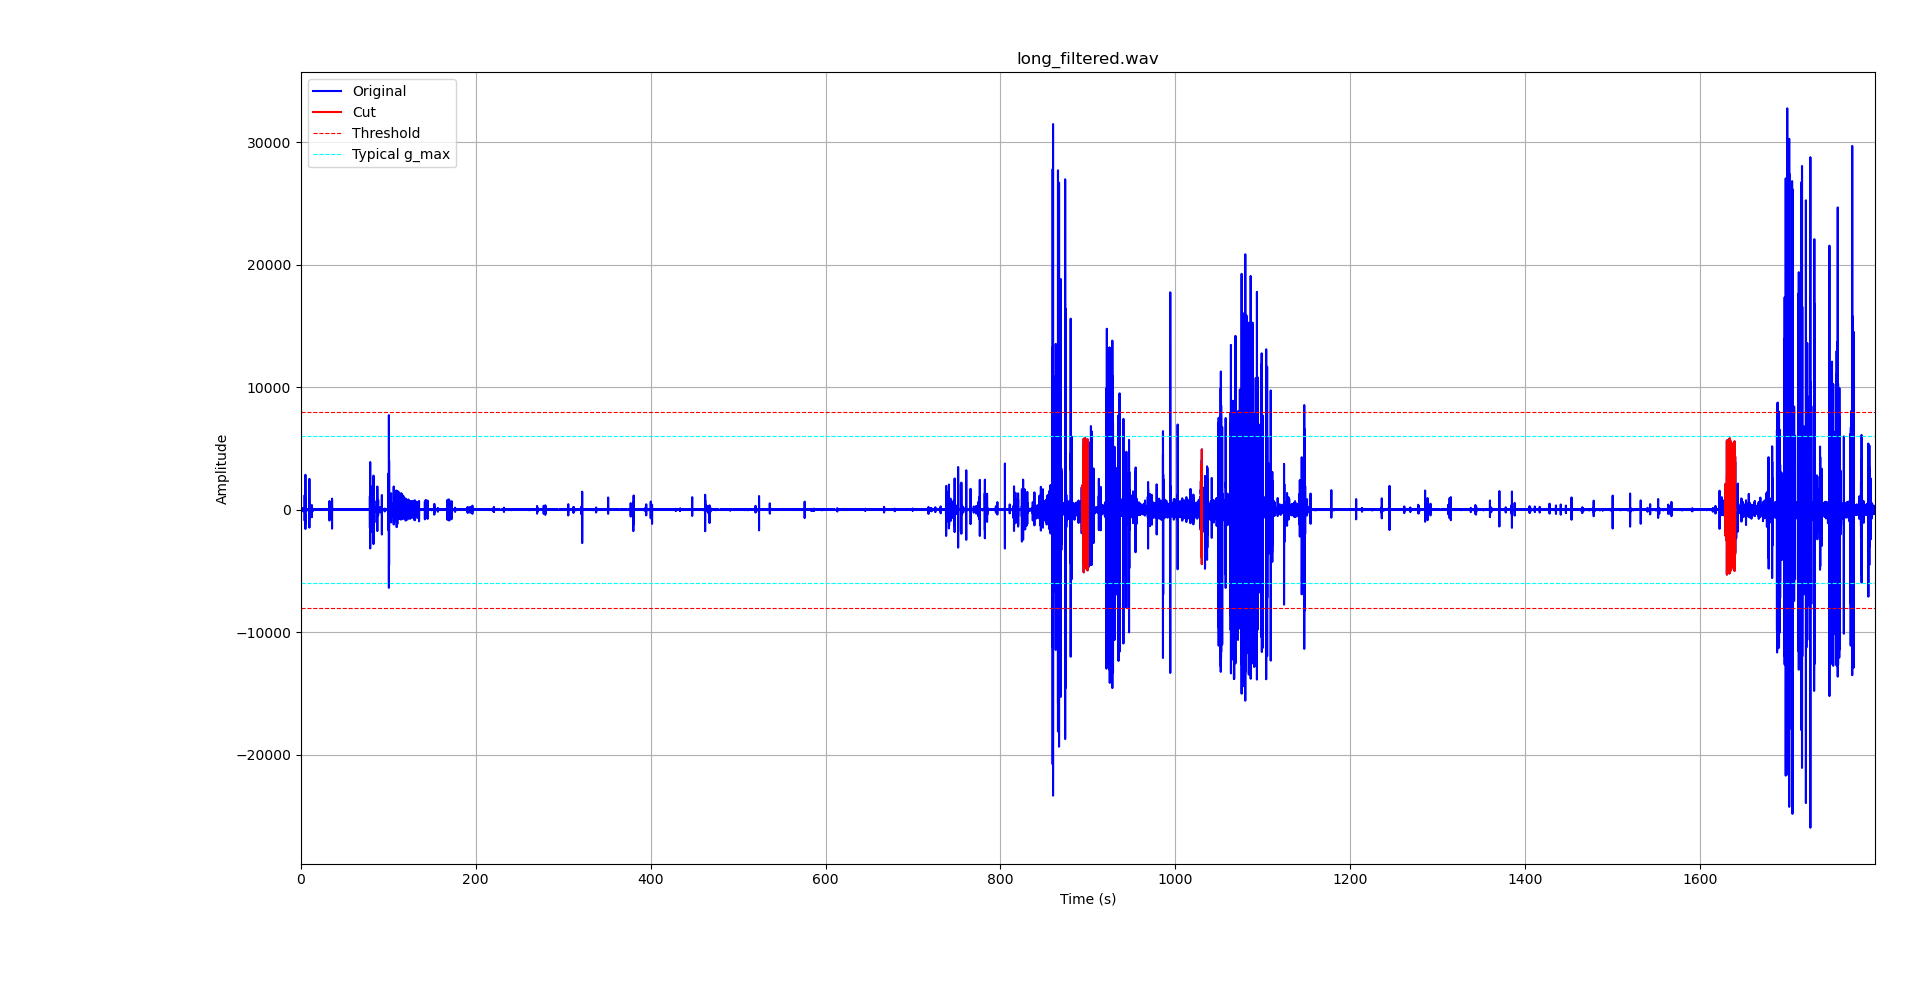 long_filtered.wav
Original
Cut
Threshold
Typical g_max
30000
20000
10000
0
−10000
−20000
Amplitude
0 200 400 600 800 1000 1200 1400 1600
Time (s)